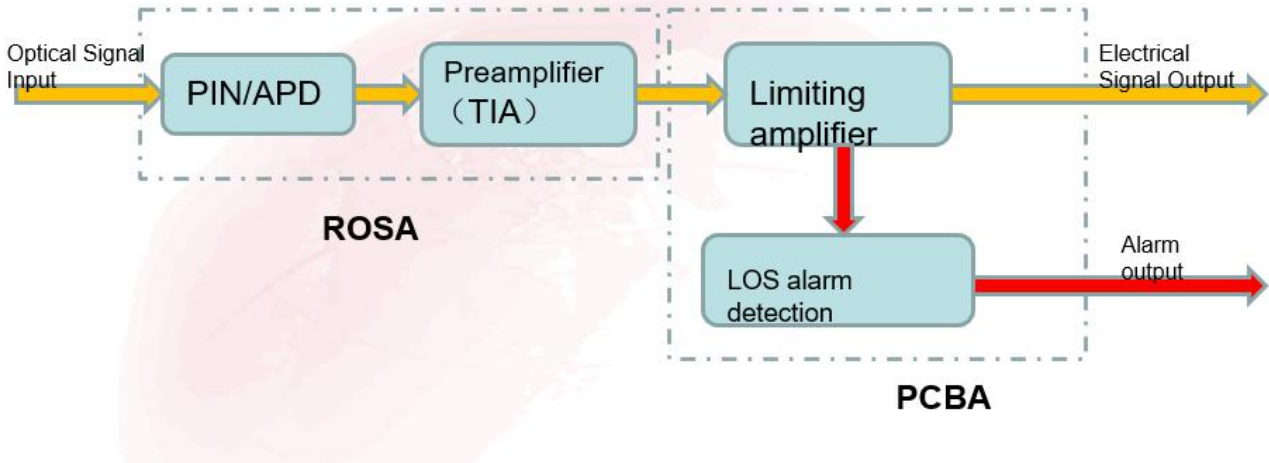 Optical Signal
Input
PIN/APD
Preamplifier
（TIA）
Limiting
amplifier
Electrical
Signal Output
ROSA
LOS alarm
detection
Alarm
output
PCBA